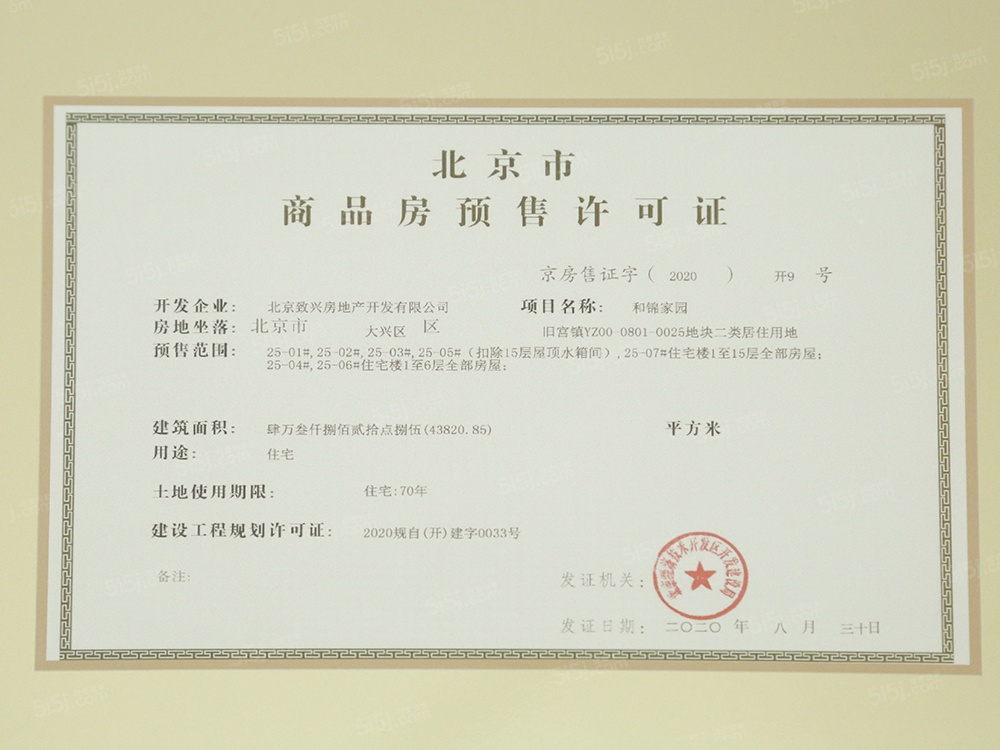 北京市
商品房预售许可证
京房售证字（ 2020 ） 开9 号
开发企业： 北京致兴房地产开发有限公司 项目名称： 和锦家园
房地坐落：北京市 大兴区 区 旧宫镇YZ00-0801-0025地块二类居住用地
预售范围： 25-01#,25-02#,25-03#,25-05#（扣除15层屋顶水箱间）,25-07#住宅楼1至15层全部房屋；
25-04#,25-06#住宅楼1至6层全部房屋；
建筑面积： 肆万叁仟捌佰贰拾点捌伍(43820.85) 平方米
用途： 住宅
土地使用期限： 住宅:70年
建设工程规划许可证： 2020规自(开)建字0033号
备注：
发证机关：
发证日期： 二〇二〇 年 八 月 三十日
5i5j.com